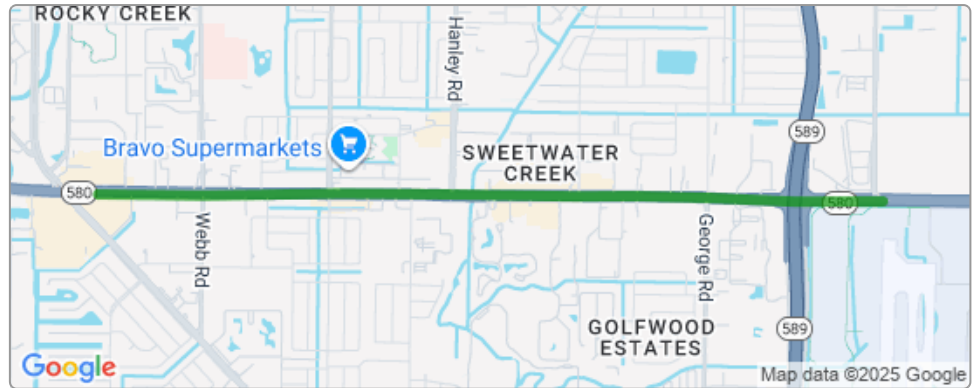 ROCKY CREEK
Hanley Rd
589
Bravo Supermarkets
SWEETWATER
CREEK
580
580
Webb Rd
George Rd
GOLFWOOD
ESTATES
589
Google
Map data ©2025 Google